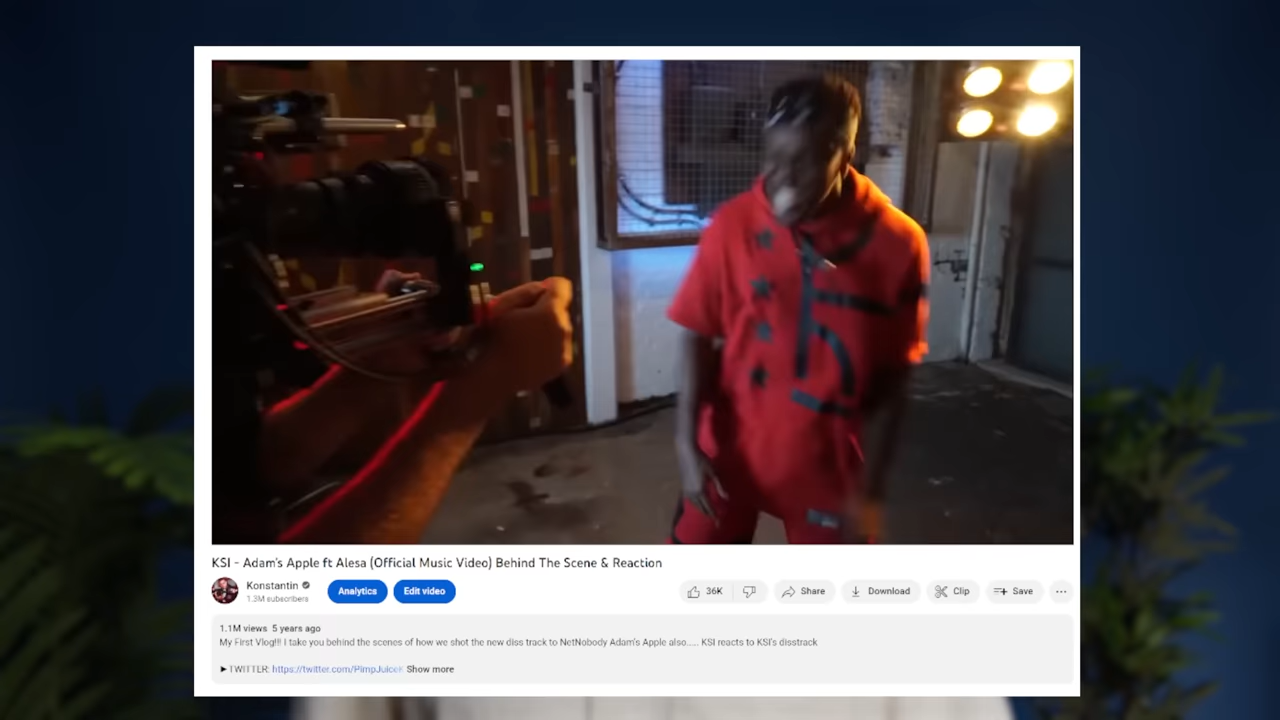 KSI - Adam's Apple ft Alesa (Official Music Video) Behind The Scene & Reaction
Konstantin
1.3M subscribers
Analytics
Edit video
36K
Share
Download
Clip
Save
1.1M views 5 years ago
My First Vlog!!! I take you behind the scenes of how we shot the new diss track to NetNobody Adam's Apple also..... KSI reacts to KSI's disstrack
►TWITTER: https://twitter.com/PimpJuiceK Show more